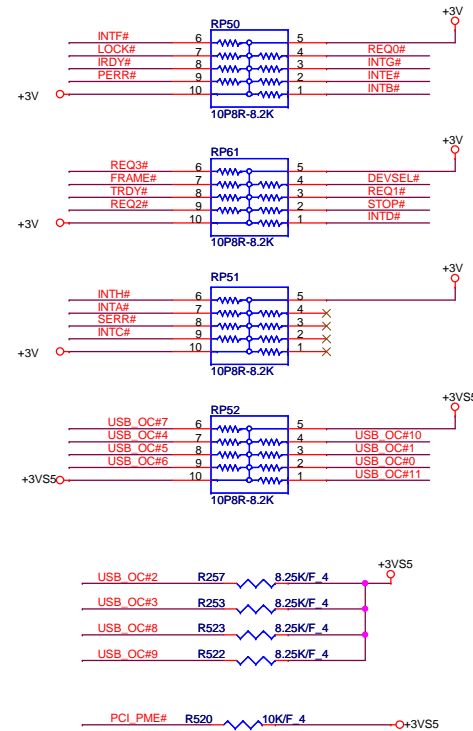 +3V
RP50
INTF# 6 5
LOCK# 7 4 REQ0#
IRDY# 8 3 INTG#
PERR# 9 2 INTE#
+3V 10 1 INTB#
10P8R-8.2K
+3V
RP61
REQ3# 6 5
FRAME# 7 4 DEVSEL#
TRDY# 8 3 REQ1#
REQ2# 9 2 STOP#
+3V 10 1 INTD#
10P8R-8.2K
+3V
RP51
INTH# 6 5
INTA# 7 4
SERR# 8 3
INTC# 9 2
+3V 10 1
10P8R-8.2K
+3VS5
RP52
USB_OC#7 6 5
USB_OC#4 7 4 USB_OC#10
USB_OC#5 8 3 USB_OC#1
USB_OC#6 9 2 USB_OC#0
+3VS5 10 1 USB_OC#11
10P8R-8.2K
+3VS5
USB_OC#2 R257 8.25K/F_4
USB_OC#3 R253 8.25K/F_4
USB_OC#8 R523 8.25K/F_4
USB_OC#9 R522 8.25K/F_4
PCI_PME# R520 10K/F_4 +3VS5